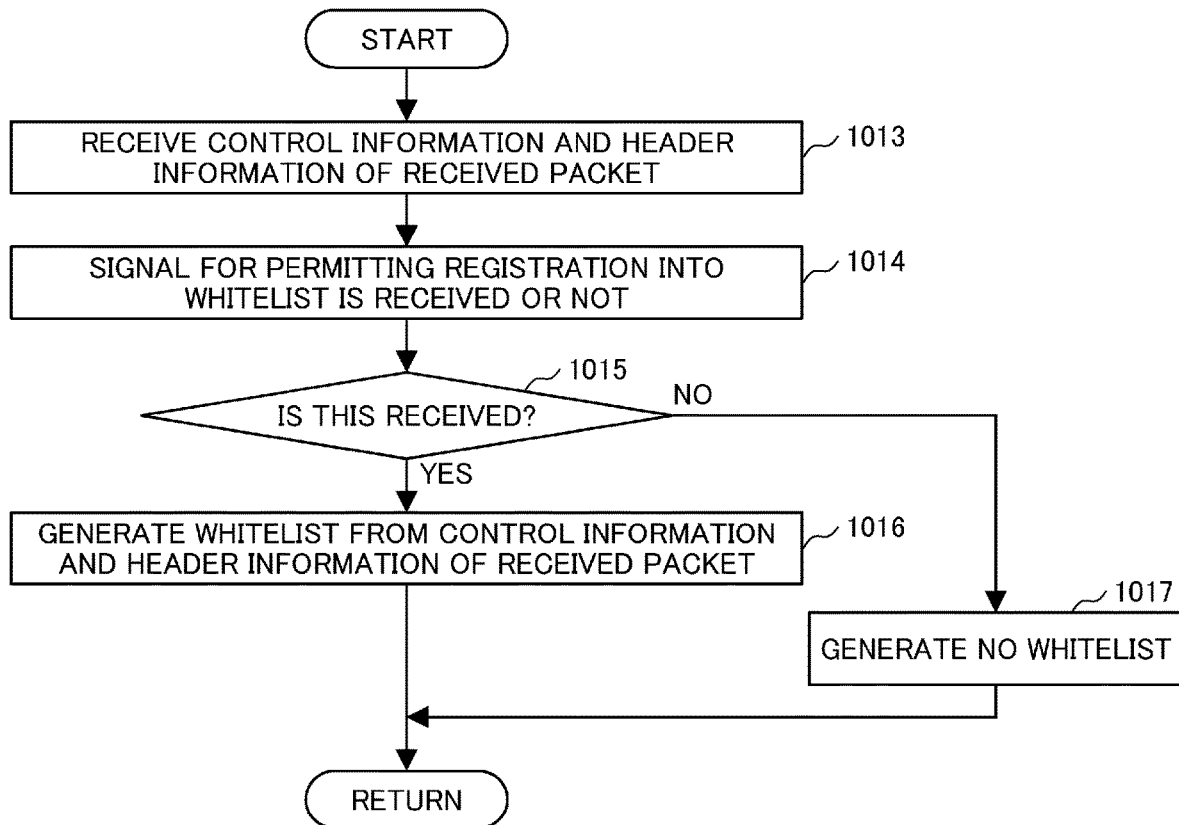 START
RECEIVE CONTROL INFORMATION AND HEADER
INFORMATION OF RECEIVED PACKET
1013
SIGNAL FOR PERMITTING REGISTRATION INTO
WHITELIST IS RECEIVED OR NOT
1014
1015
IS THIS RECEIVED?
NO
YES
GENERATE WHITELIST FROM CONTROL INFORMATION
AND HEADER INFORMATION OF RECEIVED PACKET
1016
1017
GENERATE NO WHITELIST
RETURN